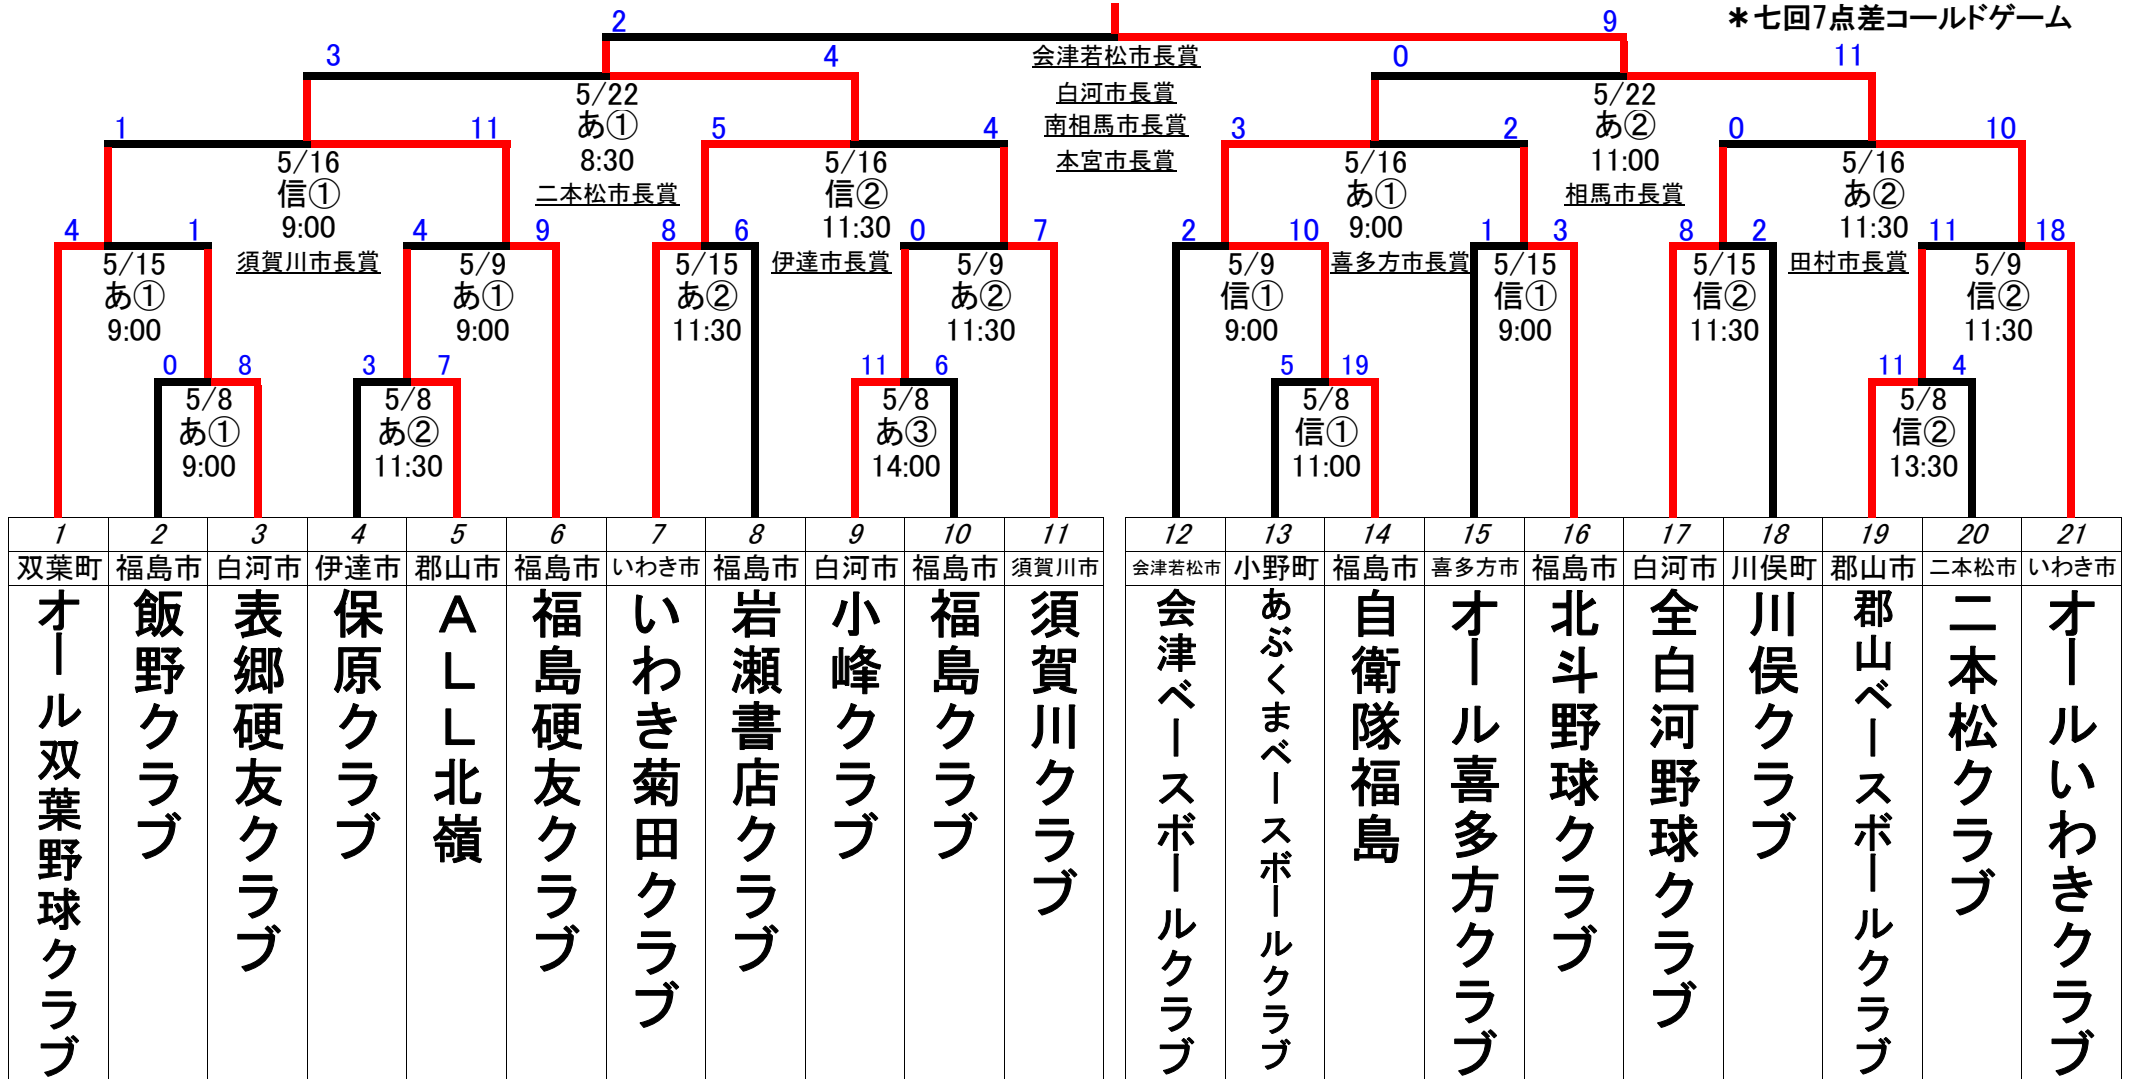 ＊七回7点差コールドゲーム
2 9
会津若松市長賞
3 4 0 11
白河市長賞
南相馬市長賞
本宮市長賞
5/22
あ①
8:30
二本松市長賞
5/22
あ②
11:00
相馬市長賞
1 11 5 4 3 2 0 10
5/16
信①
9:00
須賀川市長賞
5/16
信②
11:30
伊達市長賞
5/16
あ①
9:00
喜多方市長賞
5/16
あ②
11:30
田村市長賞
4 1 4 9 8 6 0 7 2 10 1 3 8 2 11 18
5/15
あ①
9:00
5/9
あ①
9:00
5/15
あ②
11:30
5/9
あ②
11:30
5/9
信①
9:00
5/15
信①
9:00
5/15
信②
11:30
5/9
信②
11:30
0 8 3 7 11 6 5 19 11 4
5/8
あ①
9:00
5/8
あ②
11:30
5/8
あ③
14:00
5/8
信①
11:00
5/8
信②
13:30
1 2 3 4 5 6 7 8 9 10 11 12 13 14 15 16 17 18 19 20 21
双葉町 福島市 白河市 伊達市 郡山市 福島市 いわき市 福島市 白河市 福島市 須賀川市 会津若松市 小野町 福島市 喜多方市 福島市 白河市 川俣町 郡山市 二本松市 いわき市
オール双葉野球クラブ
飯野クラブ
表郷硬友クラブ
保原クラブ
ＡＬＬ北嶺
福島硬友クラブ
いわき菊田クラブ
岩瀬書店クラブ
小峰クラブ
福島クラブ
須賀川クラブ
会津ベースボールクラブ
あぶくまベースボールクラブ
自衛隊福島
オール喜多方クラブ
北斗野球クラブ
全白河野球クラブ
川俣クラブ
郡山ベースボールクラブ
二本松クラブ
オールいわきクラブ